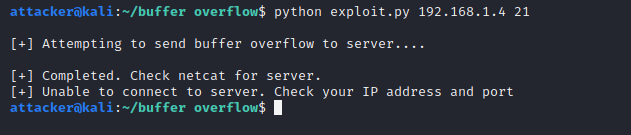 attacker@kali:~/buffer overflow$ python exploit.py 192.168.1.4 21
[+] Attempting to send buffer overflow to server....
[+] Completed. Check netcat for server.
[+] Unable to connect to server. Check your IP address and port
attacker@kali:~/buffer overflow$